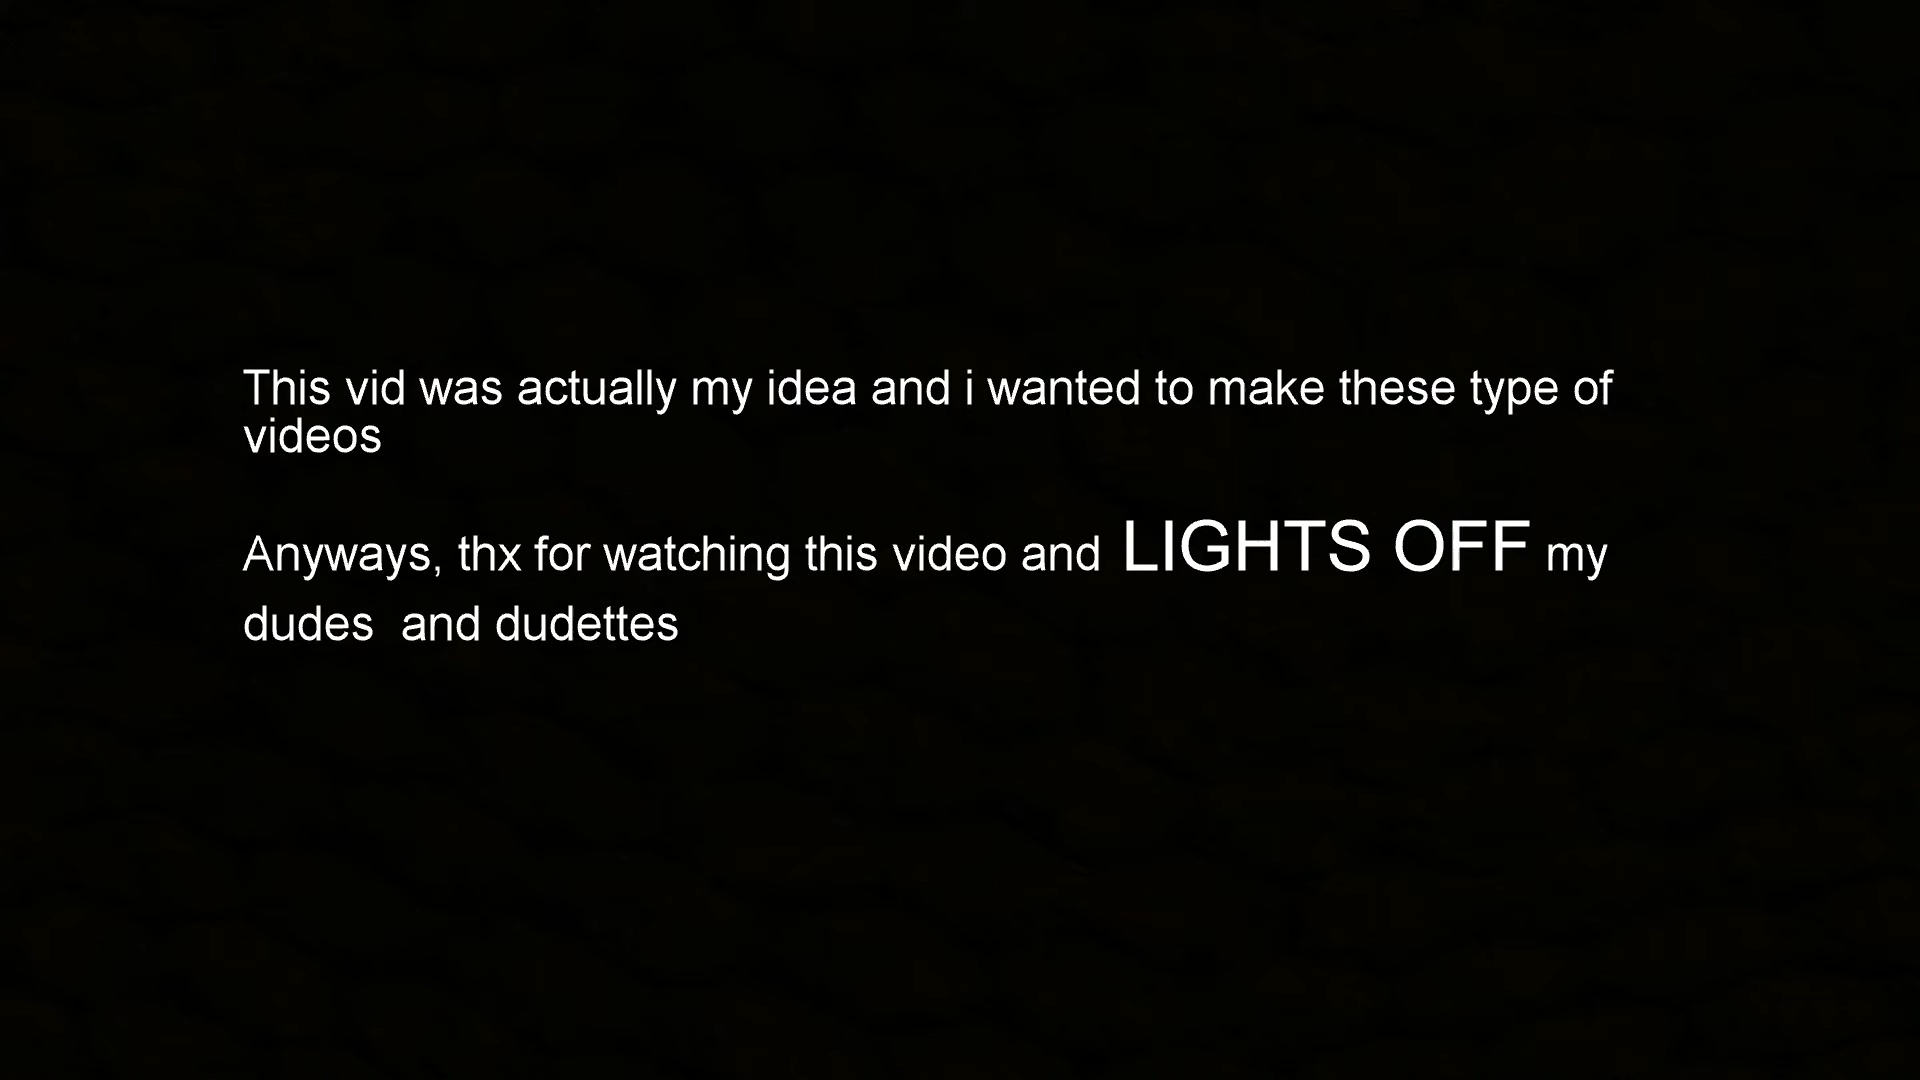 This vid was actually my idea and i wanted to make these type of
videos
Anyways, thx for watching this video and LIGHTS OFF my
dudes  and dudettes